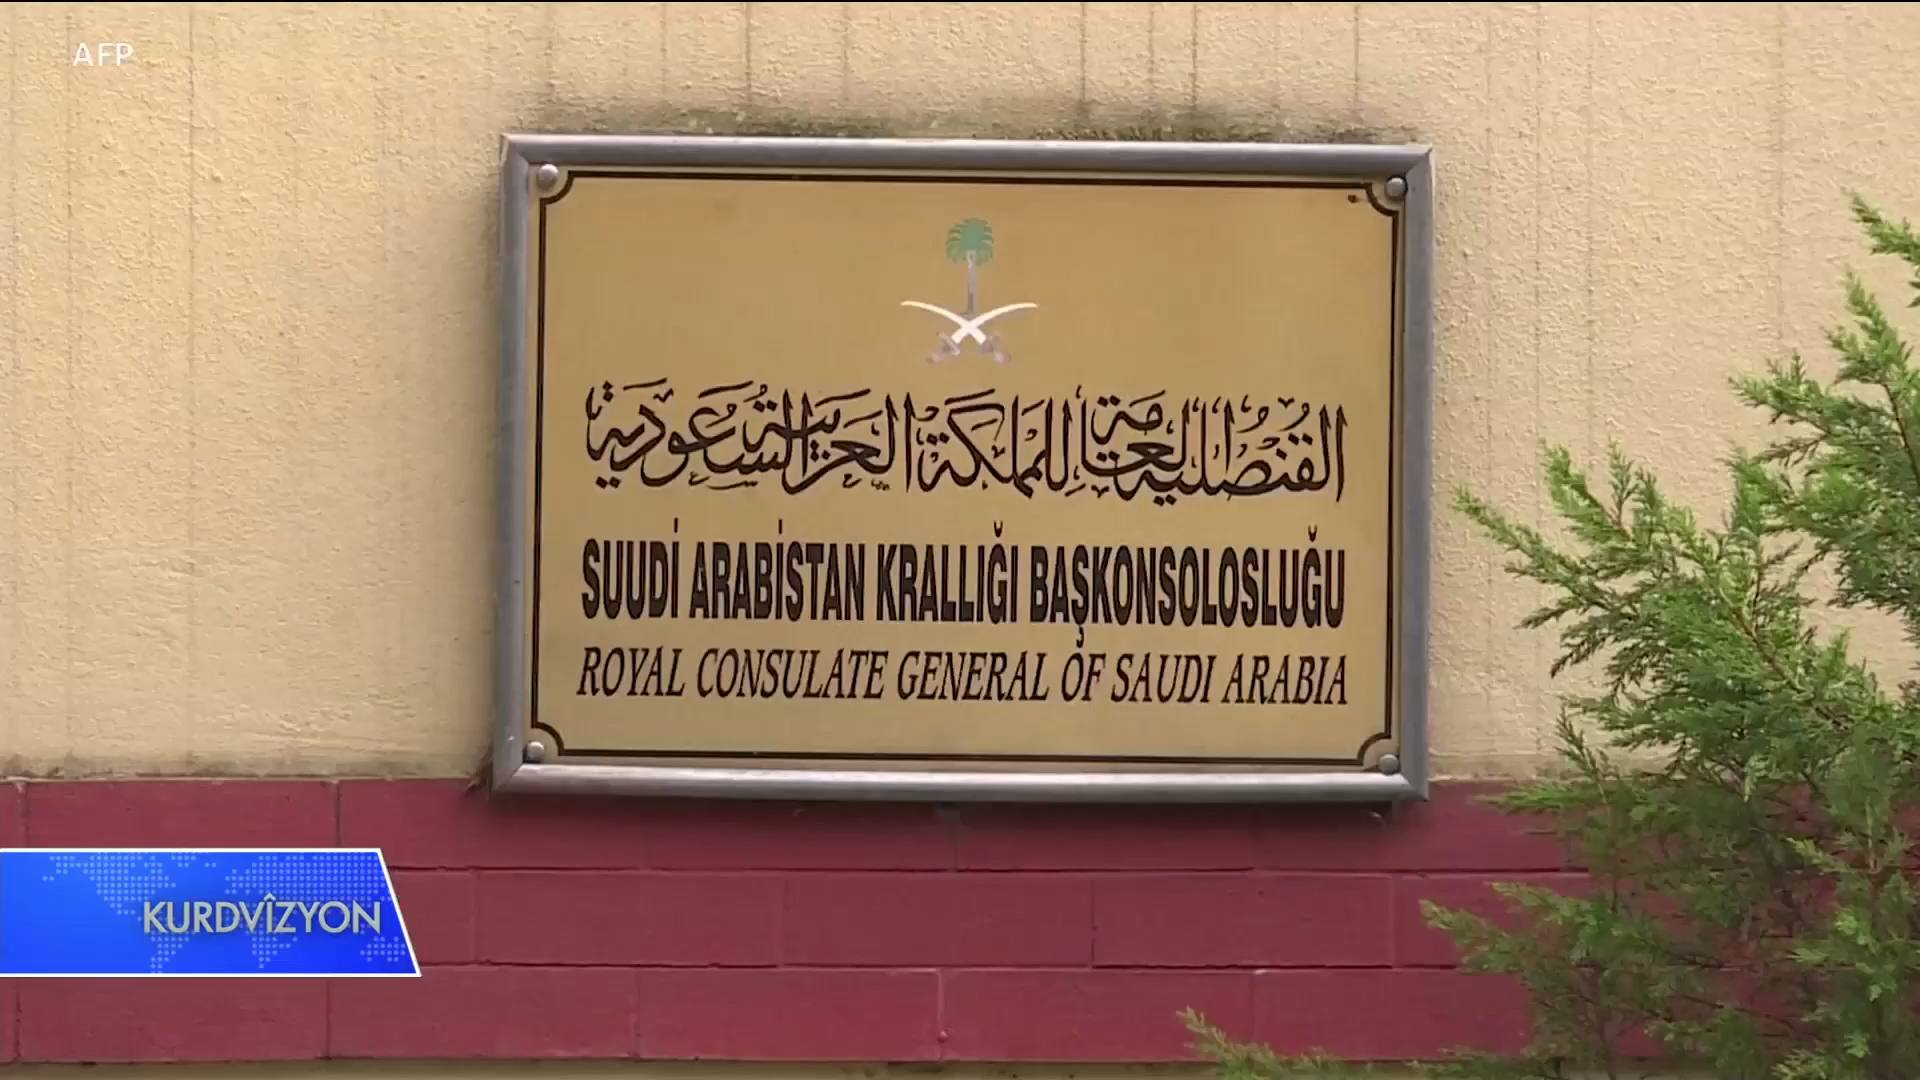 AFP
القنصلية العامة للمملكة العربية السعودية
SUUDİ ARABİSTAN KRALLIĞI BAŞKONSOLOSLUĞU
ROYAL CONSULATE GENERAL OF SAUDI ARABIA
KURDVÎZYON